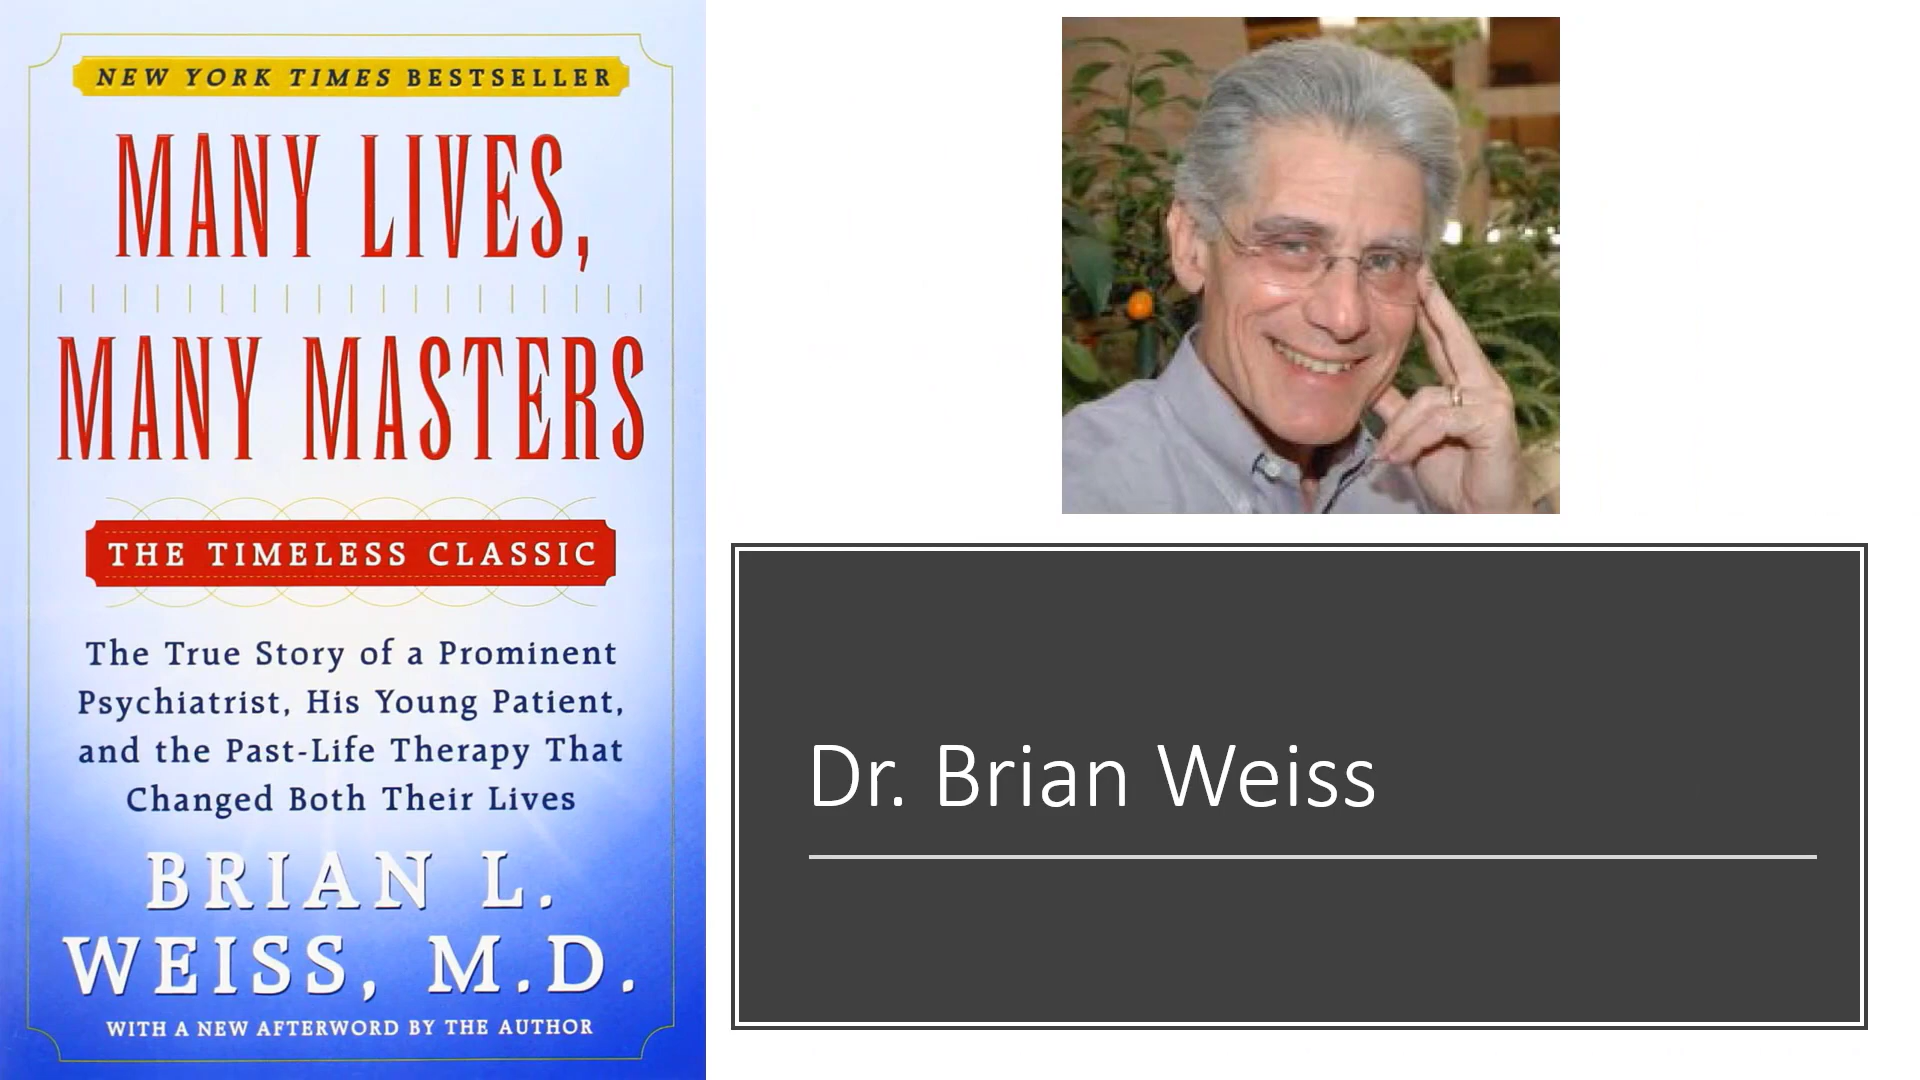 NEW YORK TIMES BESTSELLER
MANY LIVES,
MANY MASTERS
THE TIMELESS CLASSIC
The True Story of a Prominent
Psychiatrist, His Young Patient,
and the Past-Life Therapy That
Changed Both Their Lives
BRIAN L.
WEISS, M.D.
WITH A NEW AFTERWORD BY THE AUTHOR
Dr. Brian Weiss